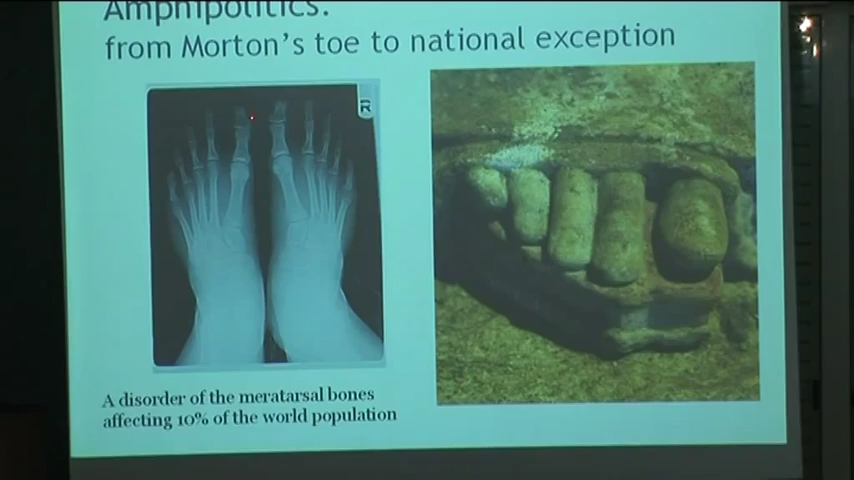 Amphipolitics:
from Morton's toe to national exception
R
A disorder of the meratarsal bones
affecting 10% of the world population